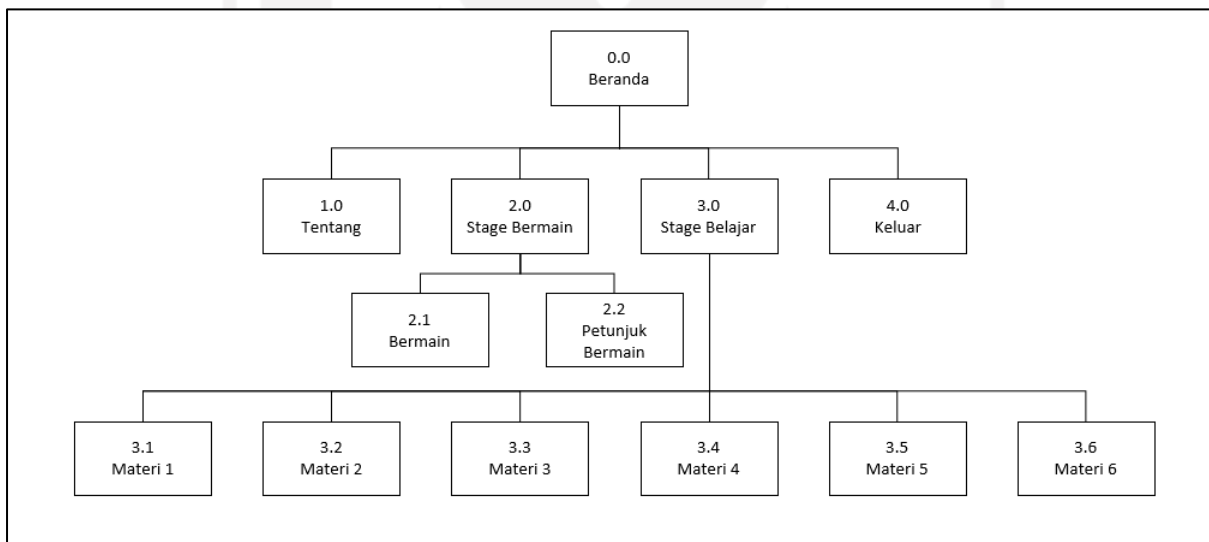 0.0
Beranda
1.0
Tentang
2.0
Stage Bermain
3.0
Stage Belajar
4.0
Keluar
2.1
Bermain
2.2
Petunjuk
Bermain
3.1
Materi 1
3.2
Materi 2
3.3
Materi 3
3.4
Materi 4
3.5
Materi 5
3.6
Materi 6